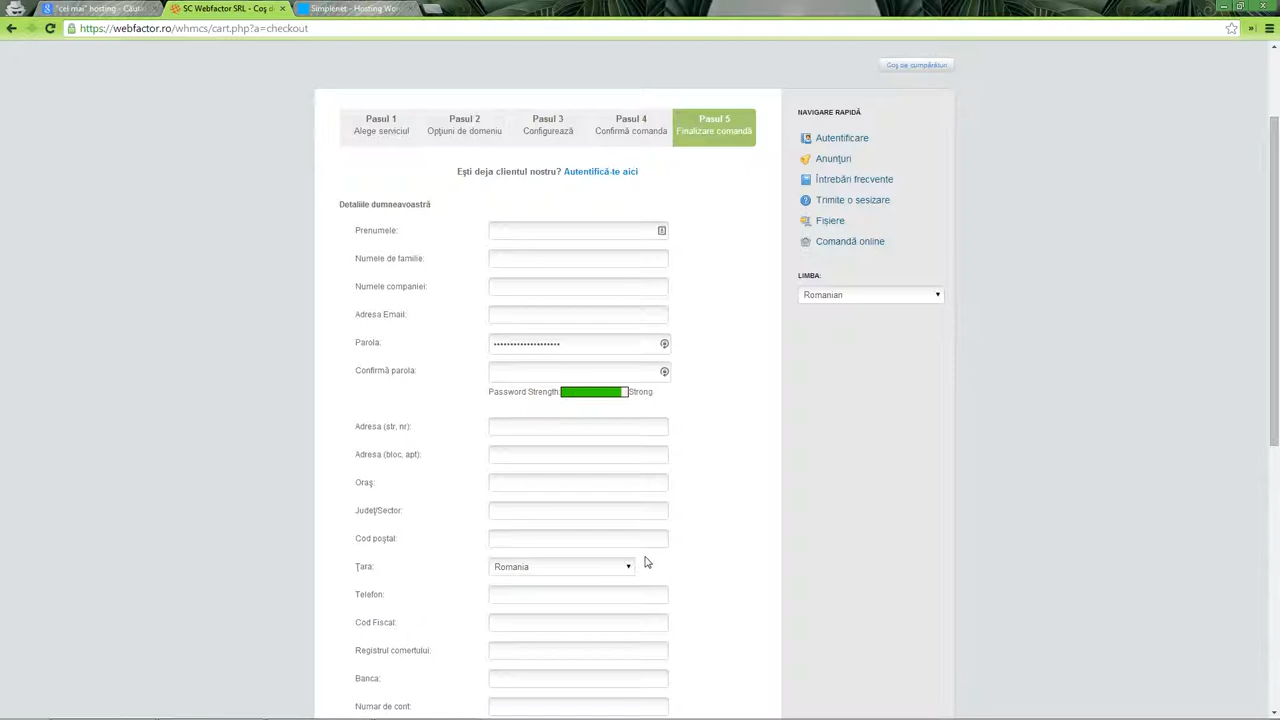 "cel mai" hosting - Căuta
SC Webfactor SRL - Coş d
Simplenet - Hosting Wor
https://webfactor.ro/whmcs/cart.php?a=checkout
Coş de cumpărături
Pasul 1
Alege serviciul
Pasul 2
Opţiuni de domeniu
Pasul 3
Configurează
Pasul 4
Confirmă comanda
Pasul 5
Finalizare comandă
Eşti deja clientul nostru? Autentifică-te aici
Detaliile dumneavoastră
Prenumele:
Numele de familie:
Numele companiei:
Adresa Email:
Parola:
Confirmă parola:
Password Strength: Strong
Adresa (str, nr):
Adresa (bloc, apt):
Oraş:
Judeţ/Sector:
Cod poştal:
Ţara:
Romania
Telefon:
Cod Fiscal:
Registrul comertului:
Banca:
Numar de cont:
NAVIGARE RAPIDĂ
Autentificare
Anunţuri
Întrebări frecvente
Trimite o sesizare
Fişiere
Comandă online
LIMBA:
Romanian